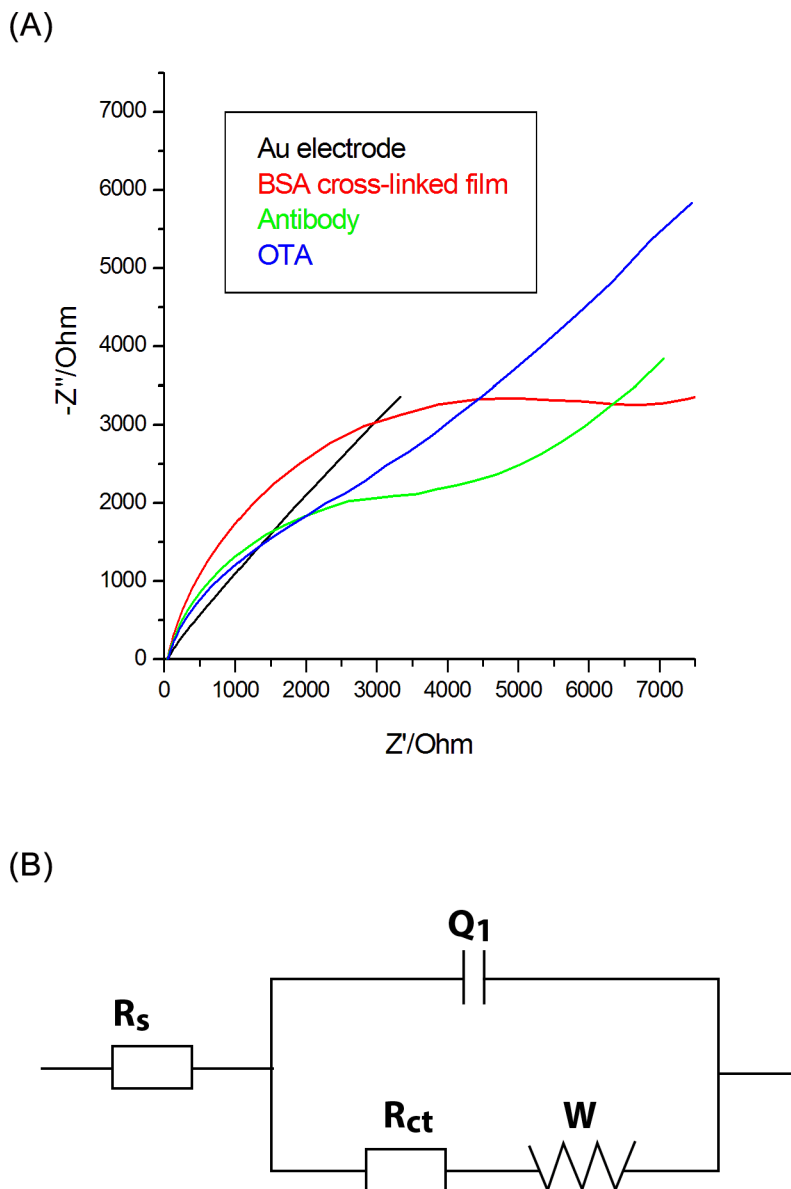 (A)
7000
6000
5000
4000
3000
2000
1000
0
-Z"/Ohm
Au electrode
BSA cross-linked film
Antibody
OTA
0 1000 2000 3000 4000 5000 6000 7000
Z'/Ohm
(B)
Q1
Rs
Rct
W